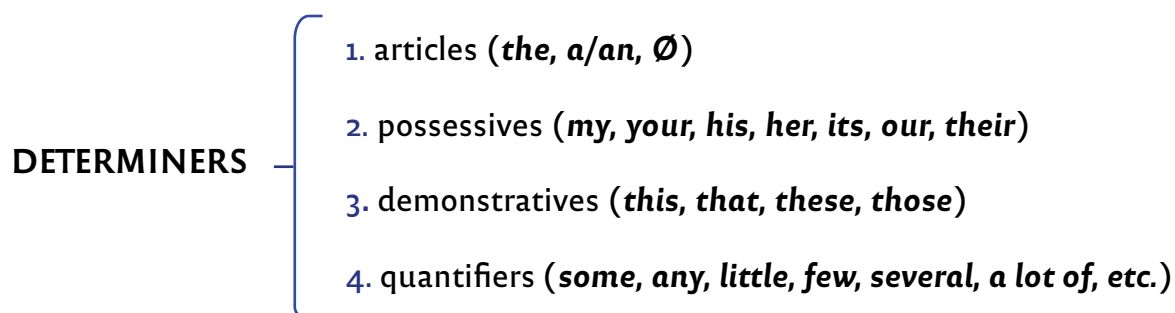 1. articles (the, a/an, Ø)
2. possessives (my, your, his, her, its, our, their)
DETERMINERS
3. demonstratives (this, that, these, those)
4. quantifiers (some, any, little, few, several, a lot of, etc.)